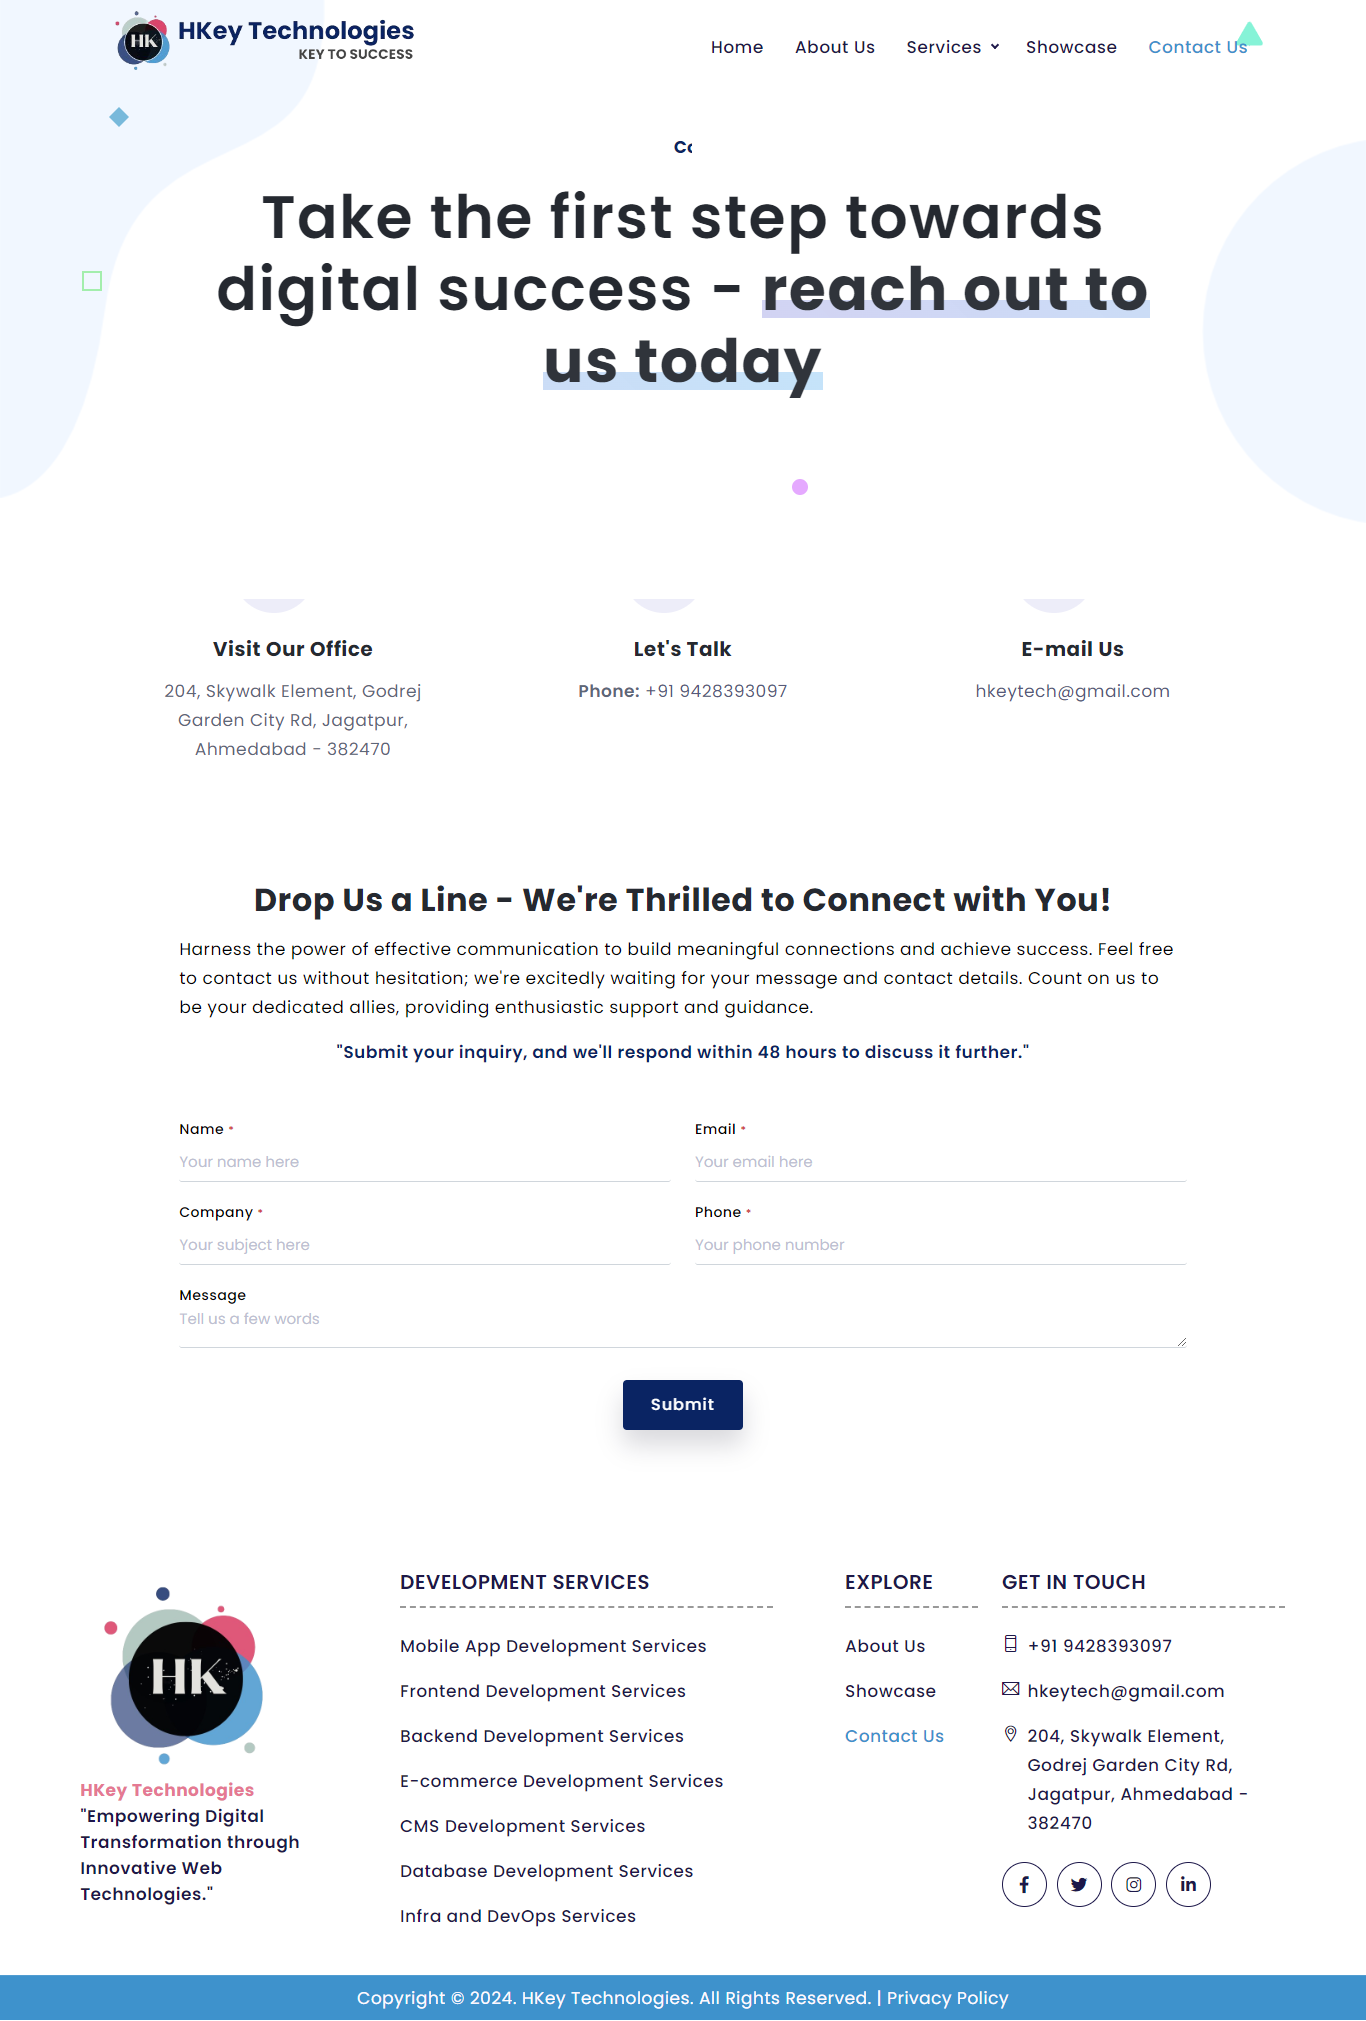 HK
HKey Technologies
KEY TO SUCCESS
Home About Us Services Showcase Contact Us
Take the first step towards
digital success - reach out to
us today
Visit Our Office
204, Skywalk Element, Godrej
Garden City Rd, Jagatpur,
Ahmedabad - 382470
Let's Talk
Phone: +91 9428393097
E-mail Us
hkeytech@gmail.com
Drop Us a Line - We're Thrilled to Connect with You!
Harness the power of effective communication to build meaningful connections and achieve success. Feel free
to contact us without hesitation; we're excitedly waiting for your message and contact details. Count on us to
be your dedicated allies, providing enthusiastic support and guidance.
"Submit your inquiry, and we'll respond within 48 hours to discuss it further."
Name *
Your name here
Email *
Your email here
Company *
Your subject here
Phone *
Your phone number
Message
Tell us a few words
Submit
HK
HKey Technologies
"Empowering Digital
Transformation through
Innovative Web
Technologies."
DEVELOPMENT SERVICES
Mobile App Development Services
Frontend Development Services
Backend Development Services
E-commerce Development Services
CMS Development Services
Database Development Services
Infra and DevOps Services
EXPLORE
About Us
Showcase
Contact Us
GET IN TOUCH
+91 9428393097
hkeytech@gmail.com
204, Skywalk Element,
Godrej Garden City Rd,
Jagatpur, Ahmedabad -
382470
Copyright © 2024. HKey Technologies. All Rights Reserved. | Privacy Policy